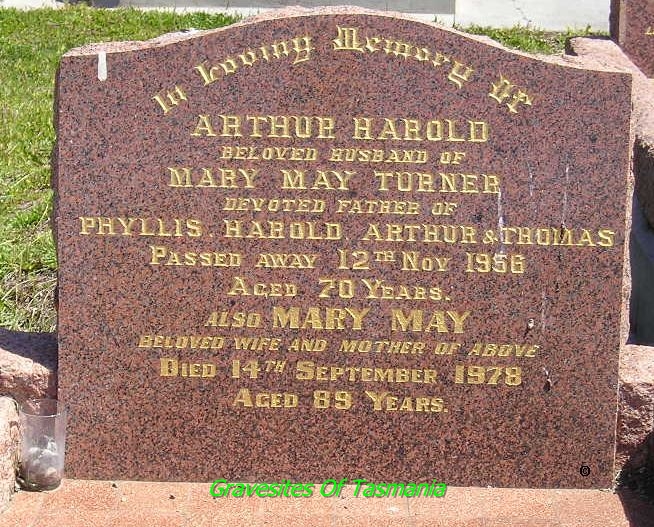 In Loving Memory Of
ARTHUR HAROLD
BELOVED HUSBAND OF
MARY MAY TURNER
DEVOTED FATHER OF
PHYLLIS, HAROLD, ARTHUR & THOMAS
PASSED AWAY 12TH NOV 1956
AGED 70 YEARS.
ALSO MARY MAY
BELOVED WIFE AND MOTHER OF ABOVE
DIED 14TH SEPTEMBER 1978
AGED 89 YEARS.
©
Gravesites Of Tasmania